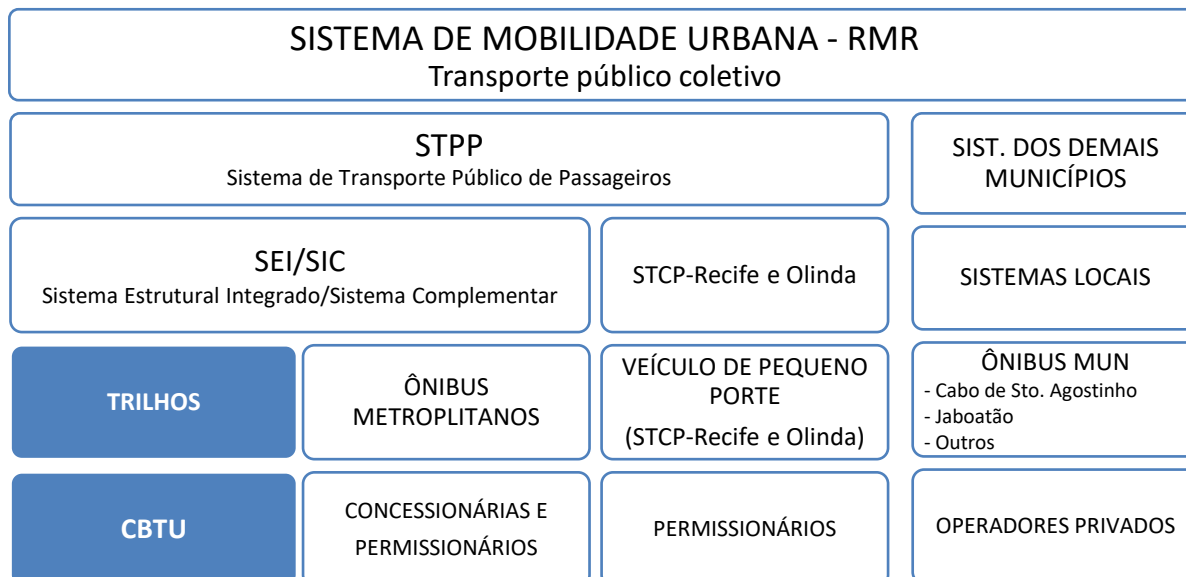 SISTEMA DE MOBILIDADE URBANA - RMR
Transporte público coletivo
STPP
Sistema de Transporte Público de Passageiros
SIST. DOS DEMAIS
MUNICÍPIOS
SEI/SIC
Sistema Estrutural Integrado/Sistema Complementar
STCP-Recife e Olinda
SISTEMAS LOCAIS
TRILHOS
ÔNIBUS
METROPLITANOS
VEÍCULO DE PEQUENO
PORTE
(STCP-Recife e Olinda)
ÔNIBUS MUN
- Cabo de Sto. Agostinho
- Jaboatão
- Outros
CBTU
CONCESSIONÁRIAS E
PERMISSIONÁRIOS
PERMISSIONÁRIOS
OPERADORES PRIVADOS